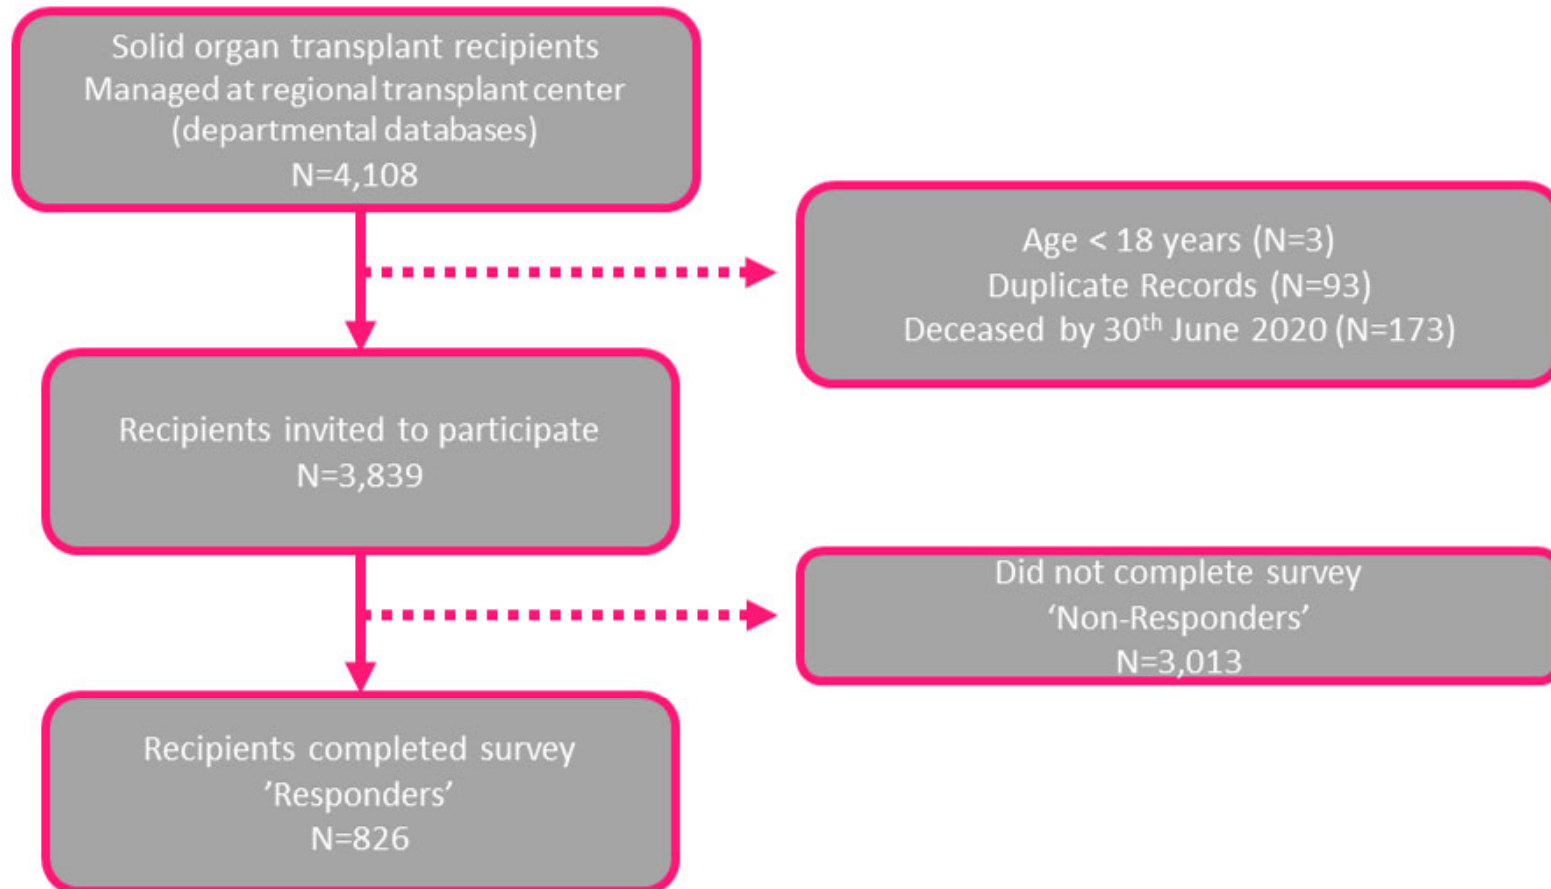 Solid organ transplant recipients
Managed at regional transplant center
(departmental databases)
N=4,108
Age < 18 years (N=3)
Duplicate Records (N=93)
Deceased by 30th June 2020 (N=173)
Recipients invited to participate
N=3,839
Did not complete survey
‘Non-Responders’
N=3,013
Recipients completed survey
’Responders’
N=826